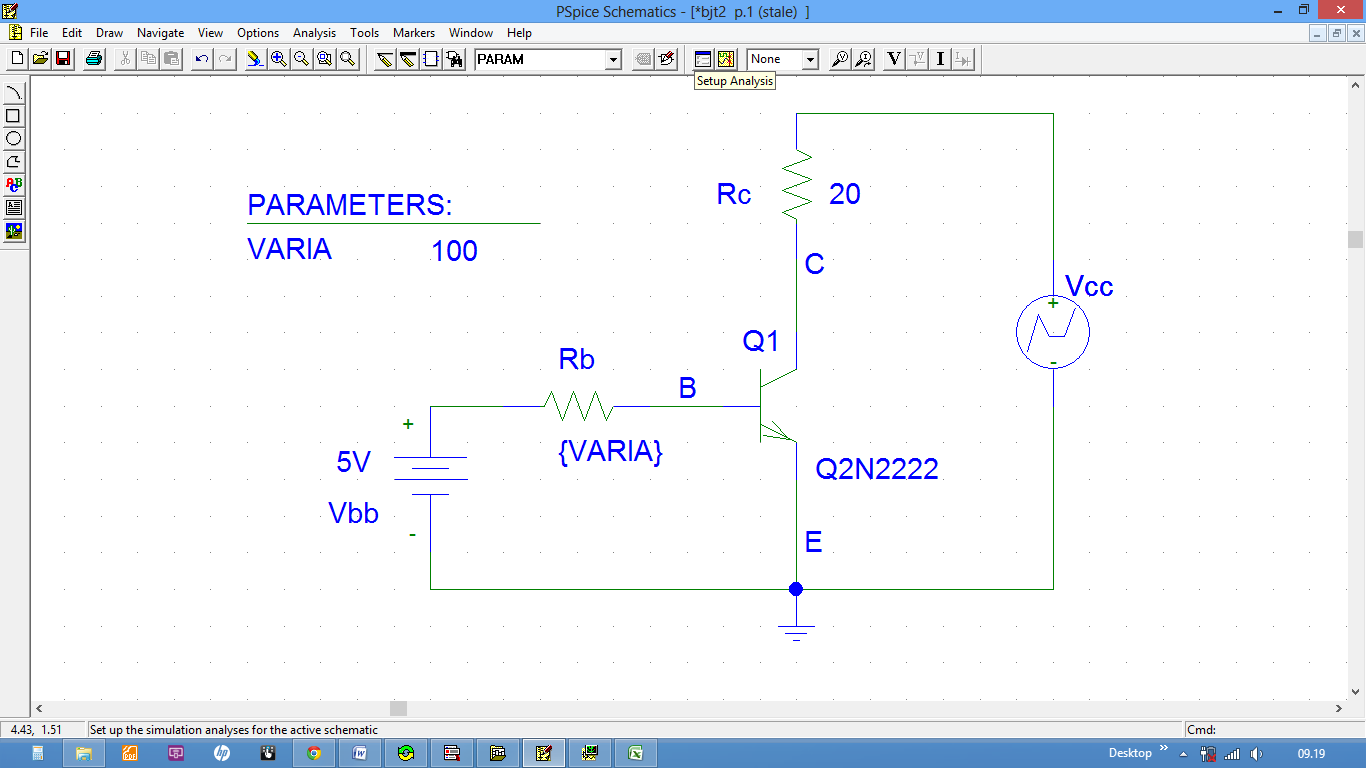 PSpice Schematics - [*bjt2 p.1 (stale) ]
File Edit Draw Navigate View Options Analysis Tools Markers Window Help
PARAM None V V I
Setup Analysis
ABC
PARAMETERS:
VARIA 100
Rc 20
C
Vcc
+
-
Q1
Rb
B
{VARIA}
+
5V
Vbb
-
Q2N2222
E
4.43, 1.51 Set up the simulation analyses for the active schematic Cmd:
hp W X Desktop 09.19